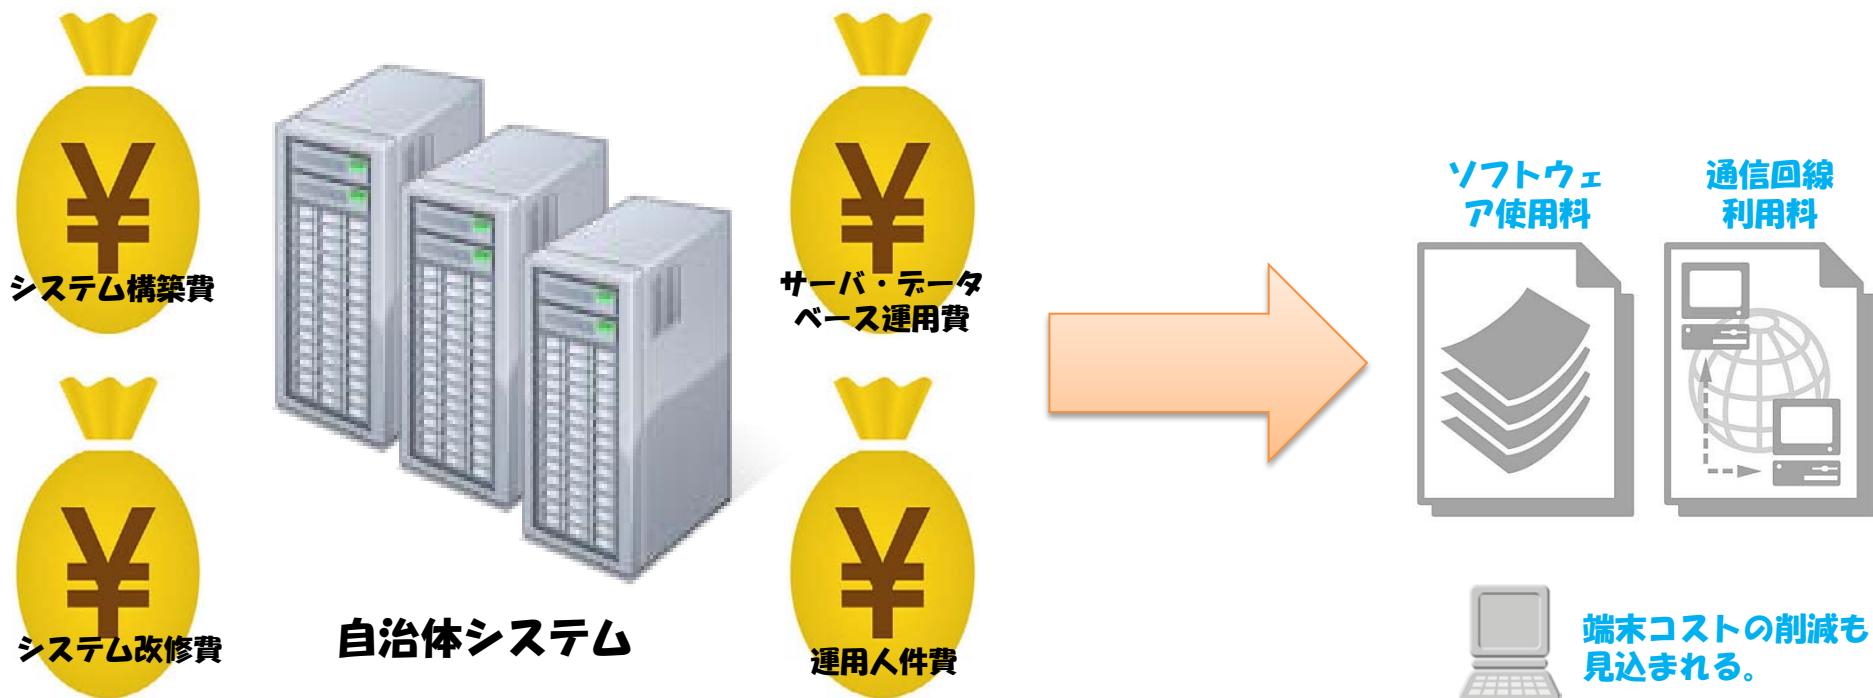 ¥
システム構築費
¥
サーバ・データ
ベース運用費
¥
システム改修費
自治体システム
¥
運用人件費
ソフトウェ
ア使用料
通信回線
利用料
端末コストの削減も
見込まれる。